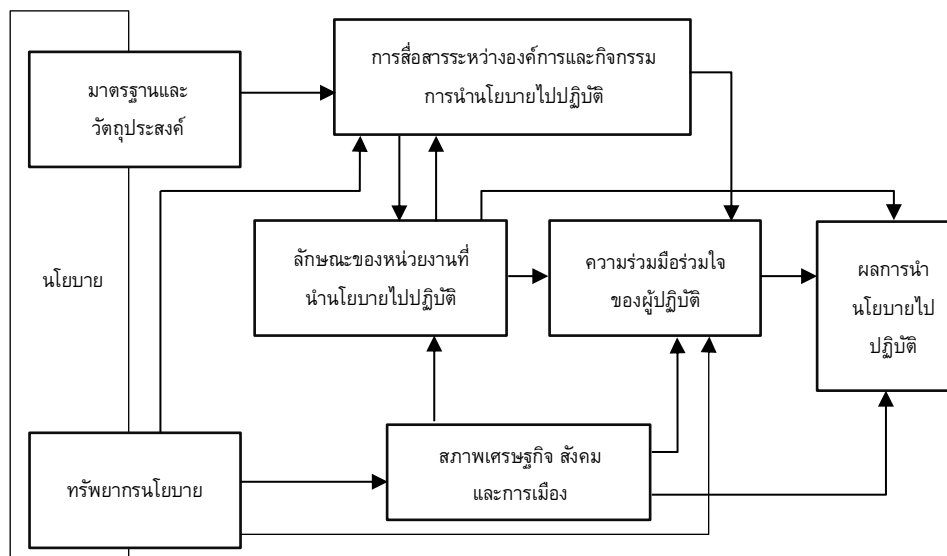 มาตรฐานและ
วัตถุประสงค์
การสื่อสารระหว่างองค์การและกิจกรรม
การนำนโยบายไปปฏิบัติ
นโยบาย
ลักษณะของหน่วยงานที่
นำนโยบายไปปฏิบัติ
ความร่วมมือร่วมใจ
ของผู้ปฏิบัติ
ผลการนำ
นโยบายไป
ปฏิบัติ
ทรัพยากรนโยบาย
สภาพเศรษฐกิจ สังคม
และการเมือง